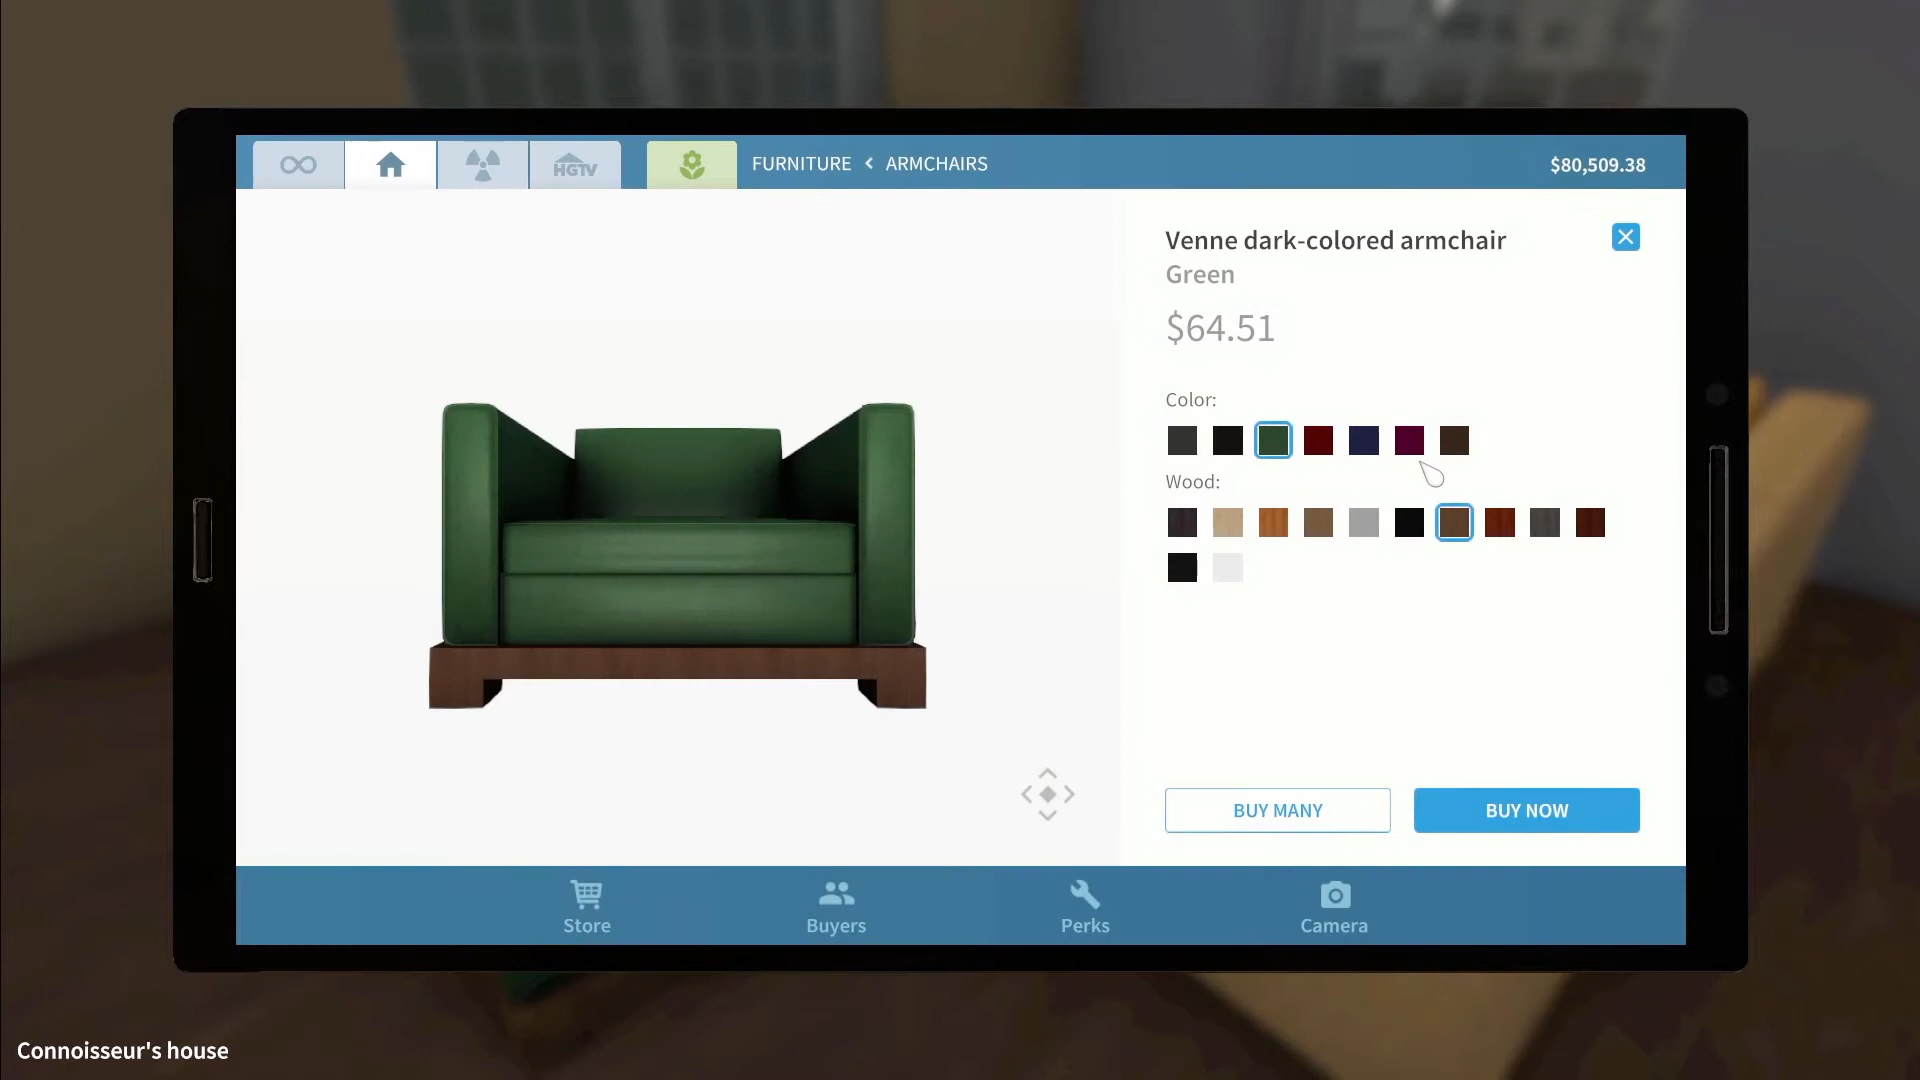 HGTV
FURNITURE < ARMCHAIRS
$80,509.38
Venne dark-colored armchair
Green
$64.51
Color:
Wood:
BUY MANY
BUY NOW
Store
Buyers
Perks
Camera
Connoisseur's house